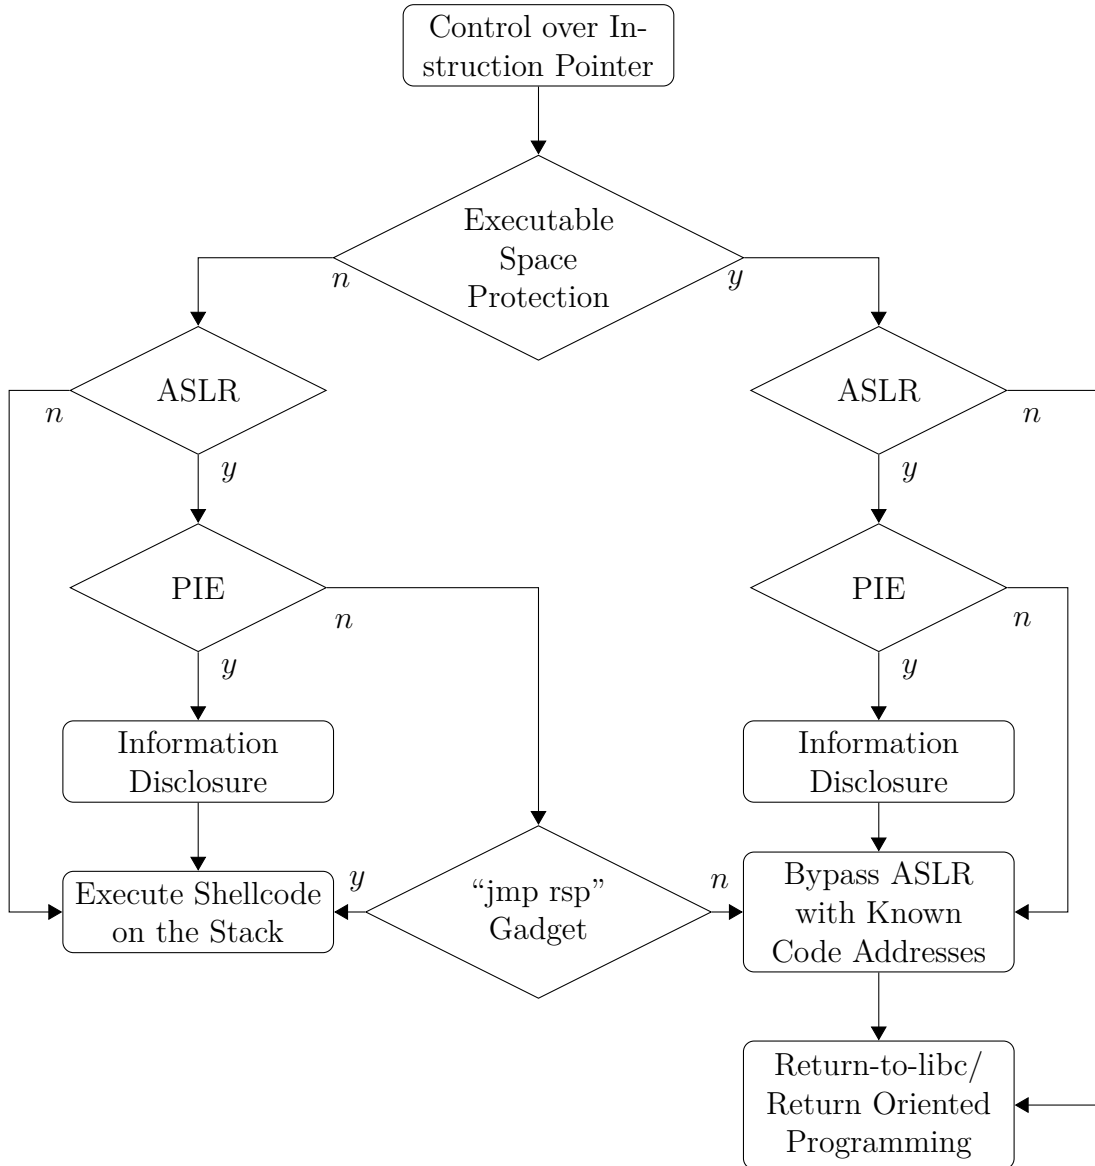 Control over In-
struction Pointer
Executable
Space
Protection
n
y
ASLR
n
y
ASLR
n
y
PIE
n
y
PIE
n
y
Information
Disclosure
Information
Disclosure
Execute Shellcode
on the Stack
y
“jmp rsp”
Gadget
n
Bypass ASLR
with Known
Code Addresses
Return-to-libc/
Return Oriented
Programming